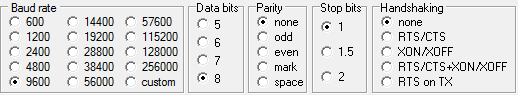 Baud rate
600 14400 57600
1200 19200 115200
2400 28800 128000
4800 38400 256000
9600 56000 custom
Data bits
5
6
7
8
Parity
none
odd
even
mark
space
Stop bits
1
1.5
2
Handshaking
none
RTS/CTS
XON/XOFF
RTS/CTS+XON/XOFF
RTS on TX